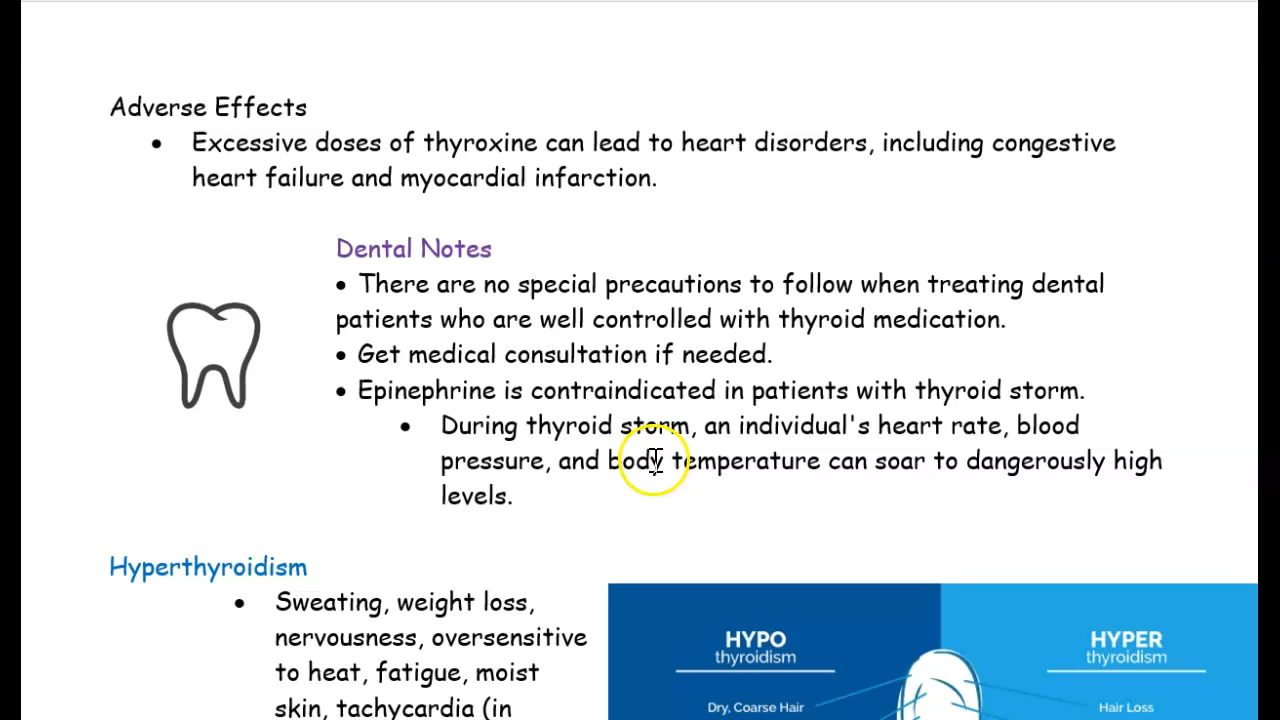 Adverse Effects
• Excessive doses of thyroxine can lead to heart disorders, including congestive
heart failure and myocardial infarction.
Dental Notes
• There are no special precautions to follow when treating dental
patients who are well controlled with thyroid medication.
• Get medical consultation if needed.
• Epinephrine is contraindicated in patients with thyroid storm.
• During thyroid storm, an individual's heart rate, blood
pressure, and body temperature can soar to dangerously high
levels.
Hyperthyroidism
• Sweating, weight loss,
nervousness, oversensitive
to heat, fatigue, moist
skin, tachycardia (in
HYPO
thyroidism
Dry, Coarse Hair
HYPER
thyroidism
Hair Loss